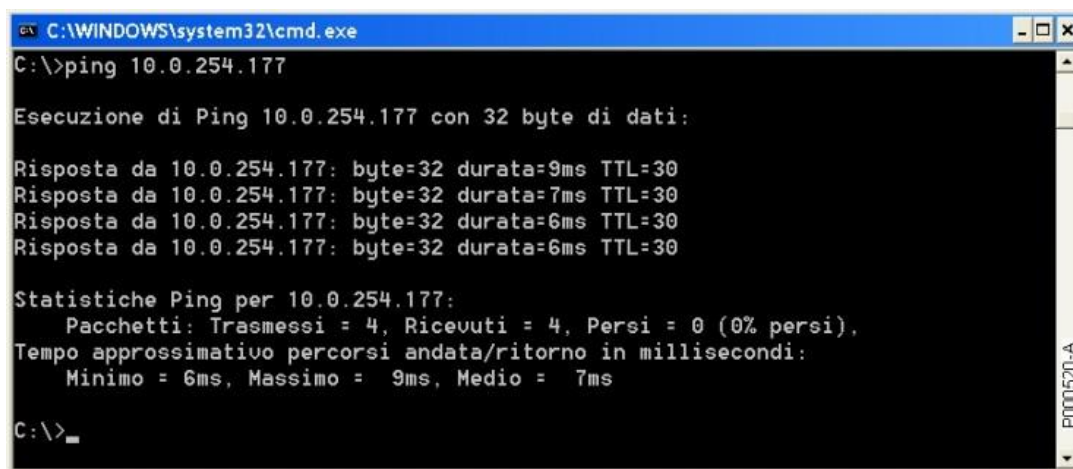 C:\WINDOWS\system32\cmd.exe
C:\>ping 10.0.254.177
Esecuzione di Ping 10.0.254.177 con 32 byte di dati:
Risposta da 10.0.254.177: byte=32 durata=9ms TTL=30
Risposta da 10.0.254.177: byte=32 durata=7ms TTL=30
Risposta da 10.0.254.177: byte=32 durata=6ms TTL=30
Risposta da 10.0.254.177: byte=32 durata=6ms TTL=30
Statistiche Ping per 10.0.254.177:
Pacchetti: Trasmessi = 4, Ricevuti = 4, Persi = 0 (0% persi),
Tempo approssimativo percorsi andata/ritorno in millisecondi:
Minimo = 6ms, Massimo =  9ms, Medio =  7ms
C:\>_
P000520-A